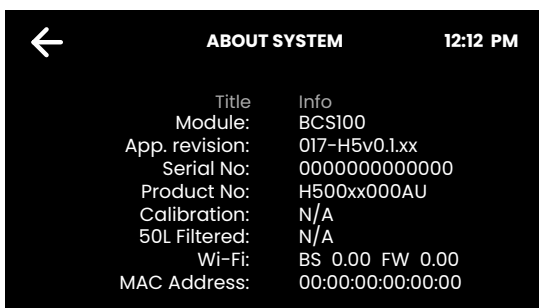 ABOUT SYSTEM 12:12 PM
Title Info
Module: BCS100
App. revision: 017-H5v0.1.xx
Serial No: 0000000000000
Product No: H500xx000AU
Calibration: N/A
50L Filtered: N/A
Wi-Fi: BS 0.00 FW 0.00
MAC Address: 00:00:00:00:00:00